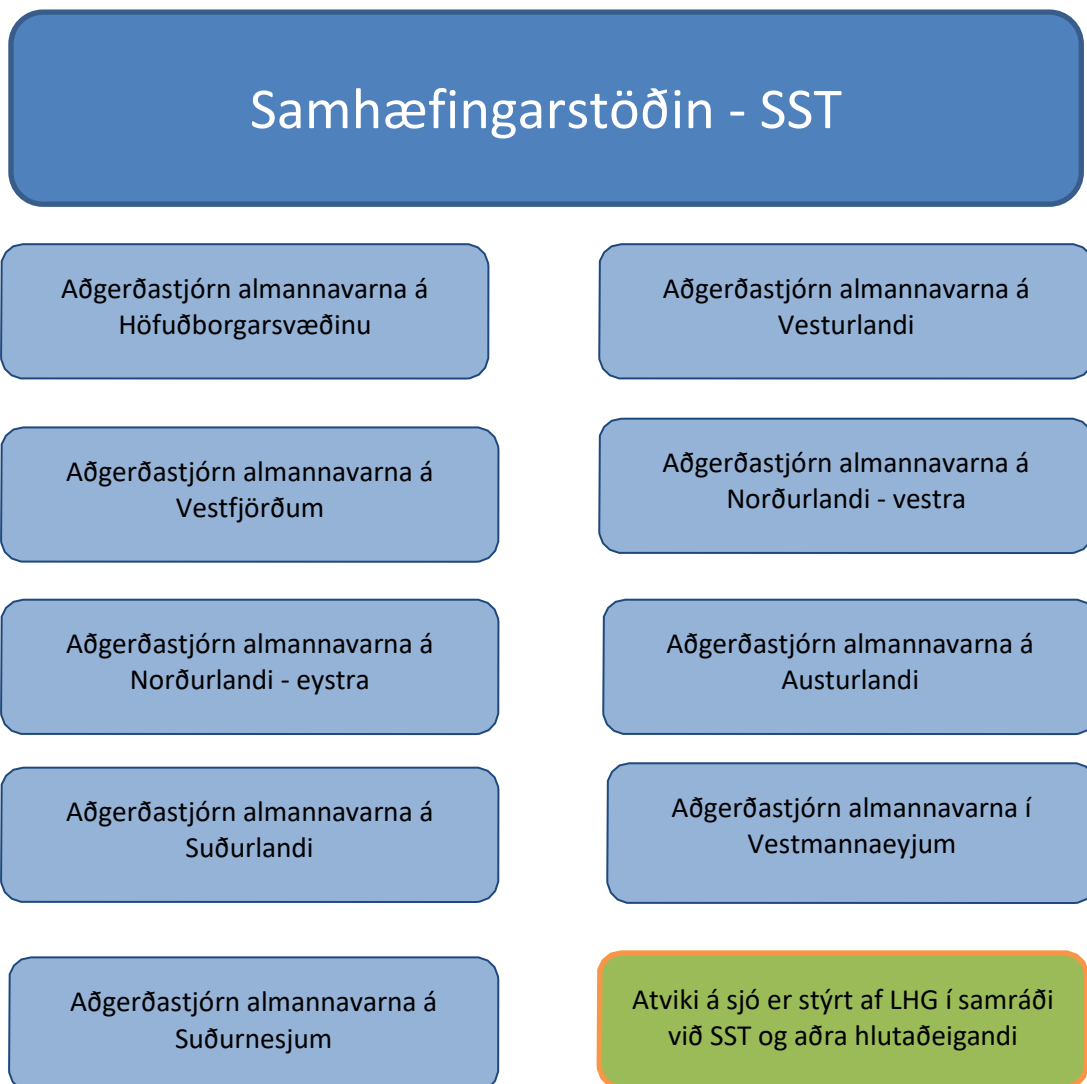 Samhæfingarstöðin - SST
Aðgerðastjórn almannavarna á
Höfuðborgarsvæðinu
Aðgerðastjórn almannavarna á
Vesturlandi
Aðgerðastjórn almannavarna á
Vestfjörðum
Aðgerðastjórn almannavarna á
Norðurlandi - vestra
Aðgerðastjórn almannavarna á
Norðurlandi - eystra
Aðgerðastjórn almannavarna á
Austurlandi
Aðgerðastjórn almannavarna á
Suðurlandi
Aðgerðastjórn almannavarna í
Vestmannaeyjum
Aðgerðastjórn almannavarna á
Suðurnesjum
Atviki á sjó er stýrt af LHG í samráði
við SST og aðra hlutaðeigandi